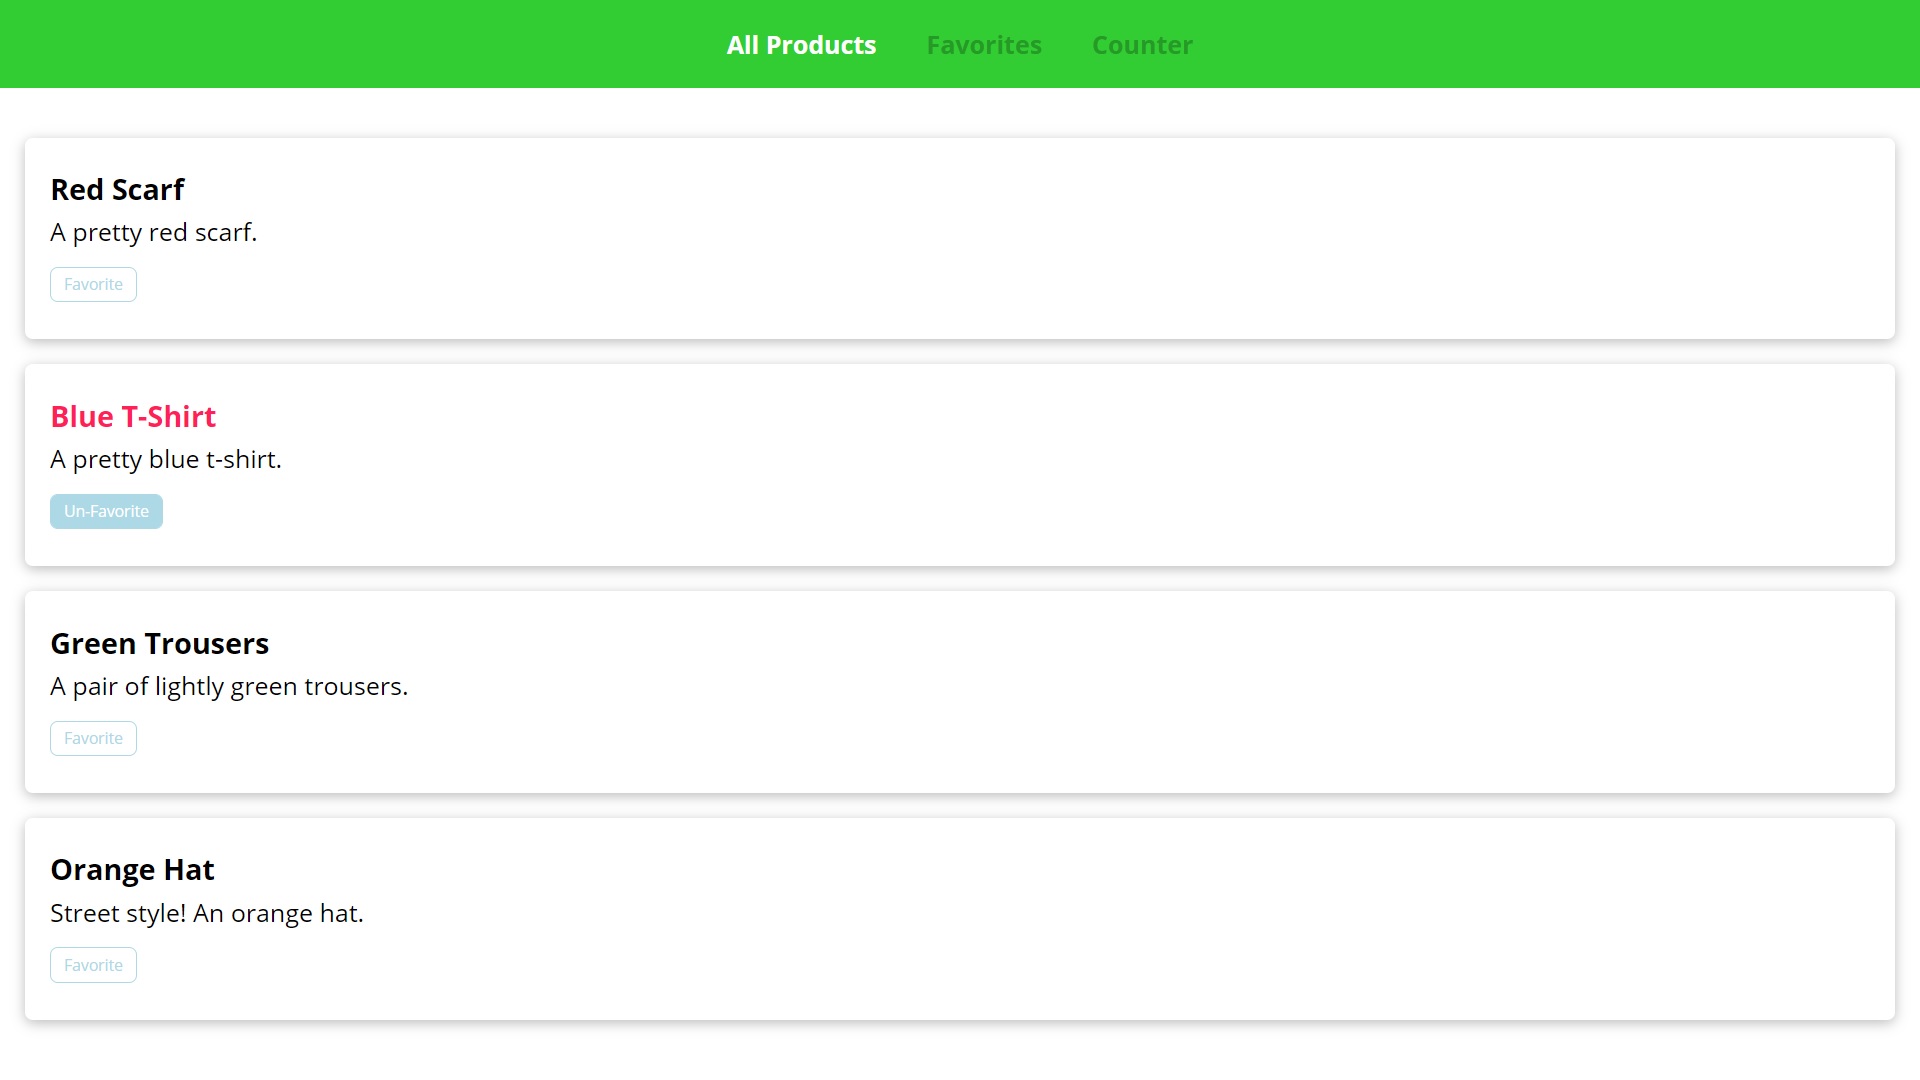 All Products Favorites Counter
Red Scarf
A pretty red scarf.
Favorite
Blue T-Shirt
A pretty blue t-shirt.
Un-Favorite
Green Trousers
A pair of lightly green trousers.
Favorite
Orange Hat
Street style! An orange hat.
Favorite